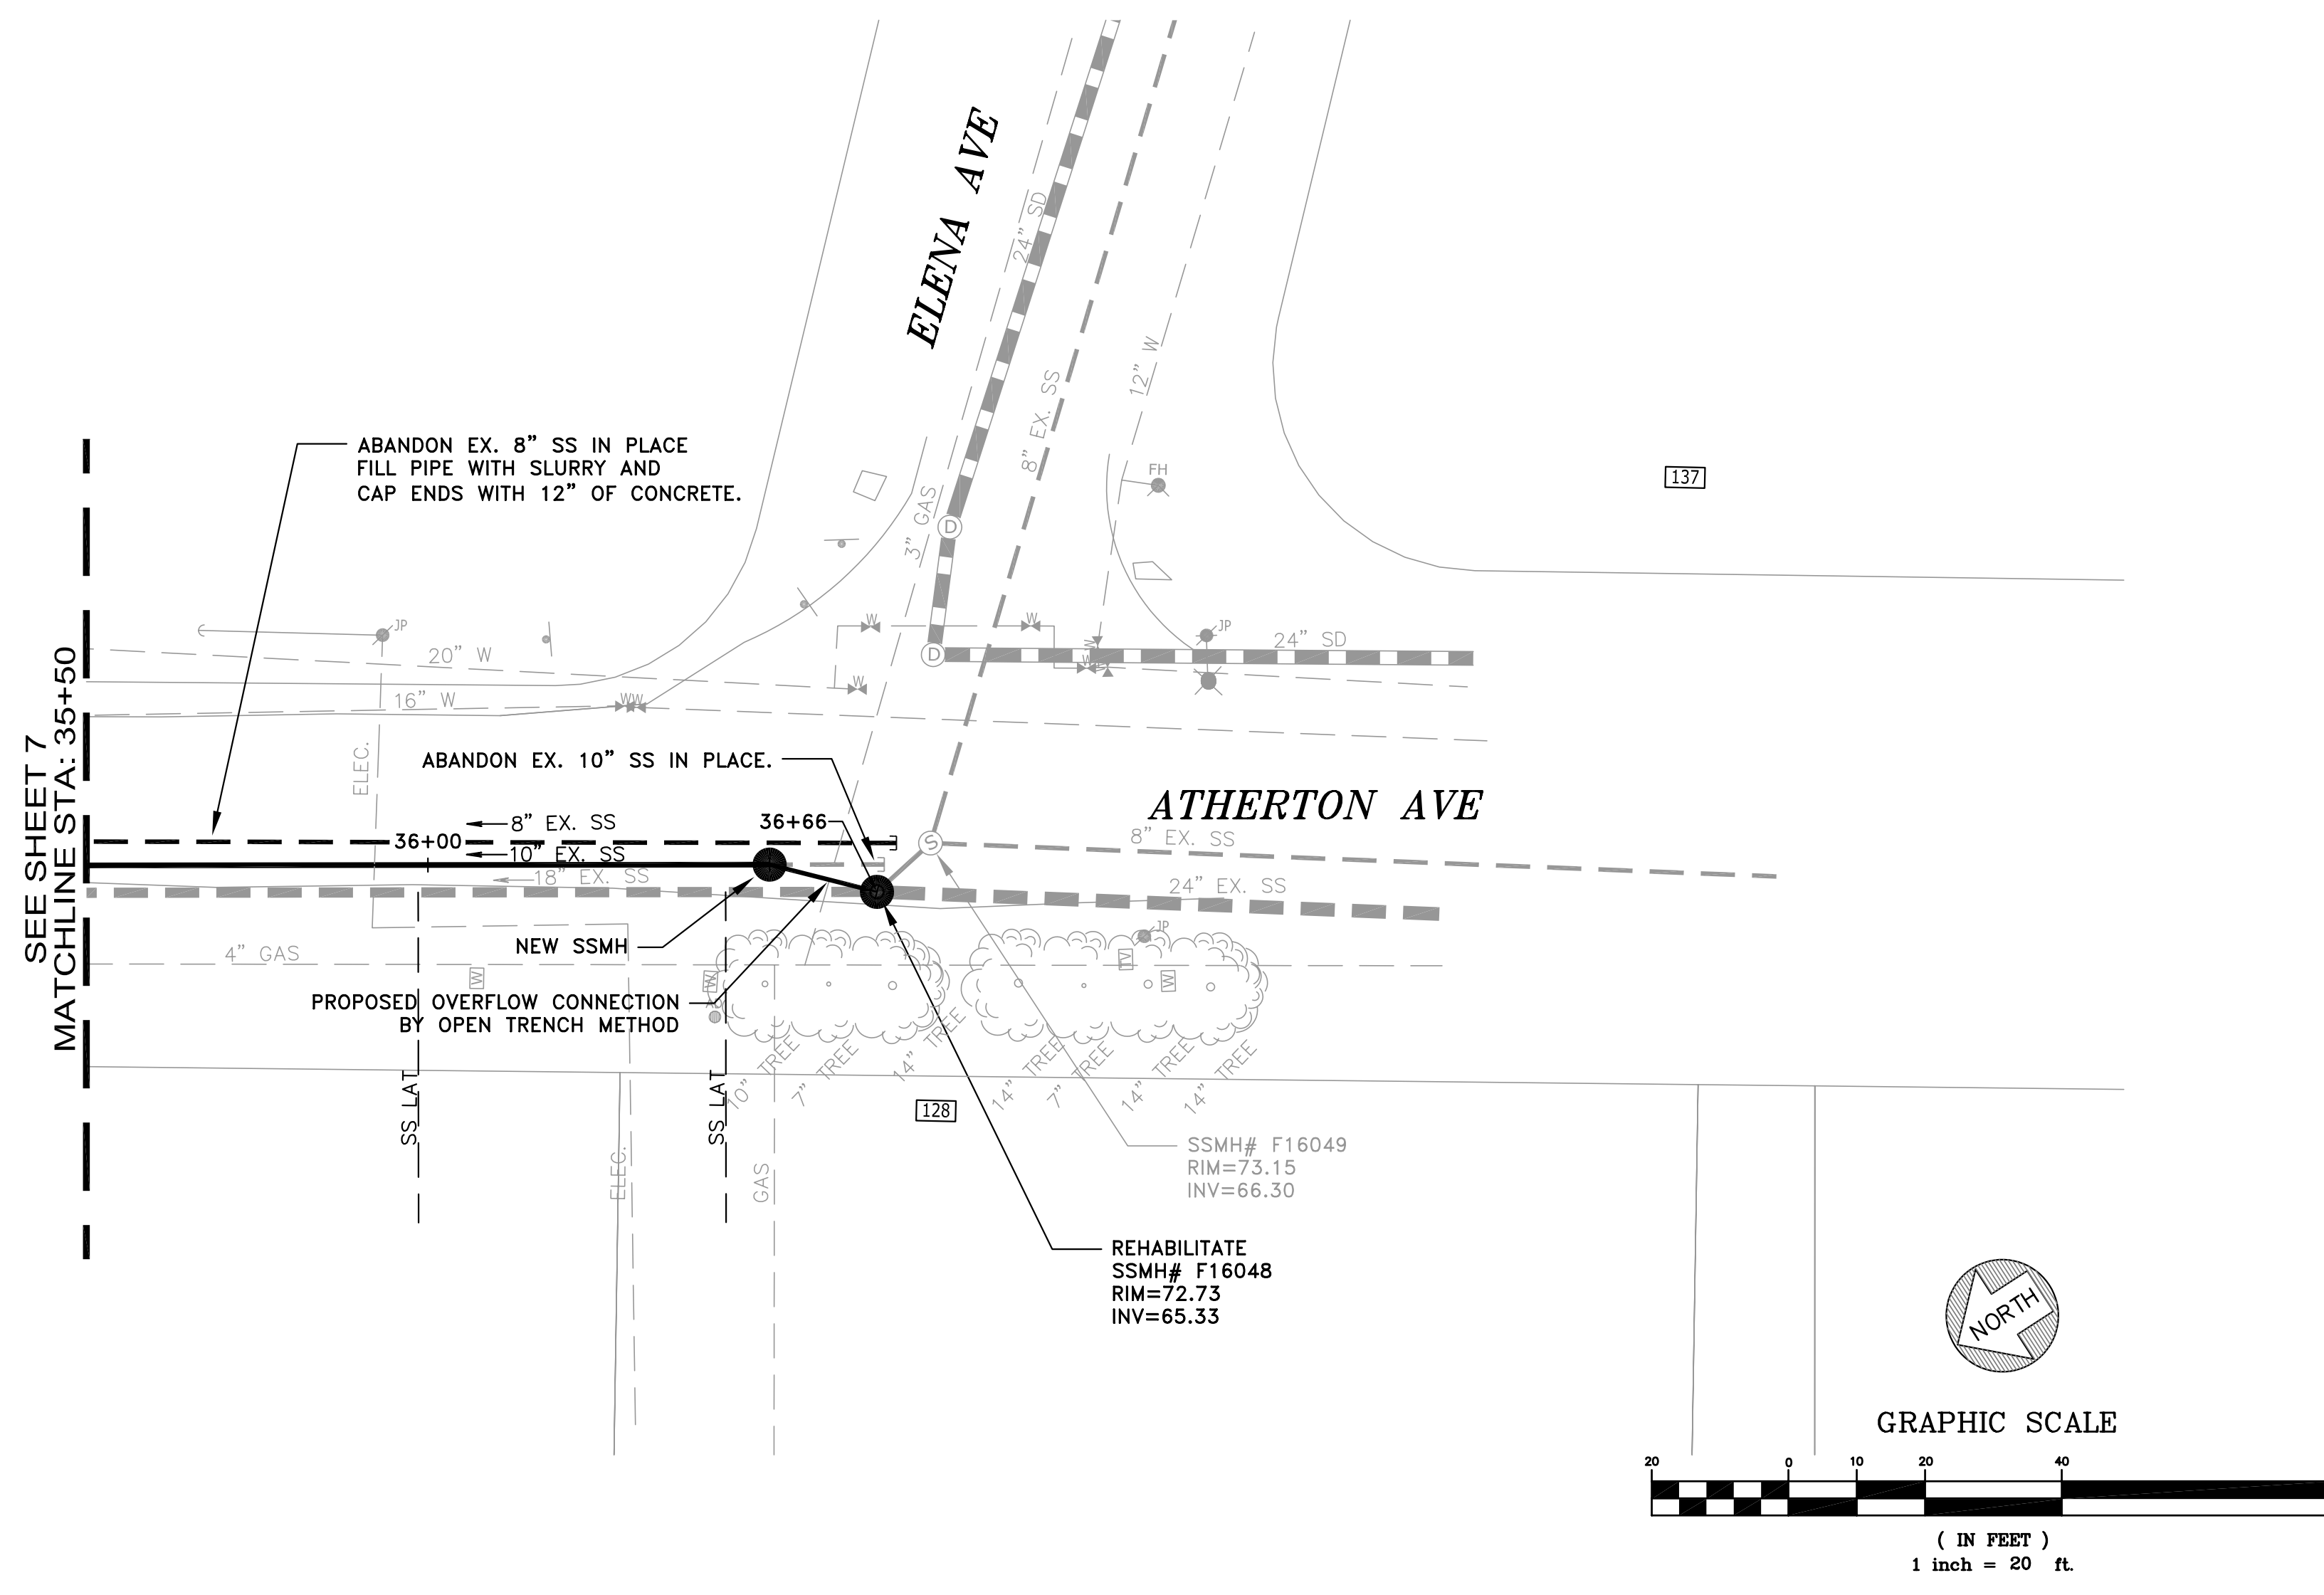 ELENA AVE
24" SD
8" EX. SS
12" W
3" GAS
FH
137
ABANDON EX. 8" SS IN PLACE
FILL PIPE WITH SLURRY AND
CAP ENDS WITH 12" OF CONCRETE.
D
D
JP
20" W
16" W
W W
W
W
W
W
W
JP
24" SD
SEE SHEET 7
MATCHLINE STA: 35+50
ELEC.
ABANDON EX. 10" SS IN PLACE.
ATHERTON AVE
8" EX. SS
36+66
36+00
10" EX. SS
S
8" EX. SS
18" EX. SS
24" EX. SS
NEW SSMH
4" GAS
W
W
JP
TV
W
PROPOSED OVERFLOW CONNECTION
BY OPEN TRENCH METHOD
10" TREE
7" TREE
14" TREE
14" TREE
7" TREE
14" TREE
14" TREE
SS LAT
SS LAT
128
ELEC.
GAS
SSMH# F16049
RIM=73.15
INV=66.30
REHABILITATE
SSMH# F16048
RIM=72.73
INV=65.33
NORTH
GRAPHIC SCALE
20 0 10 20 40
( IN FEET )
1 inch = 20 ft.